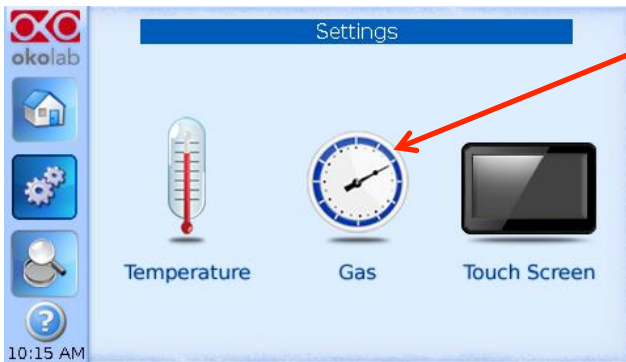 okolab
Settings
Temperature
Gas
Touch Screen
?
10:15 AM